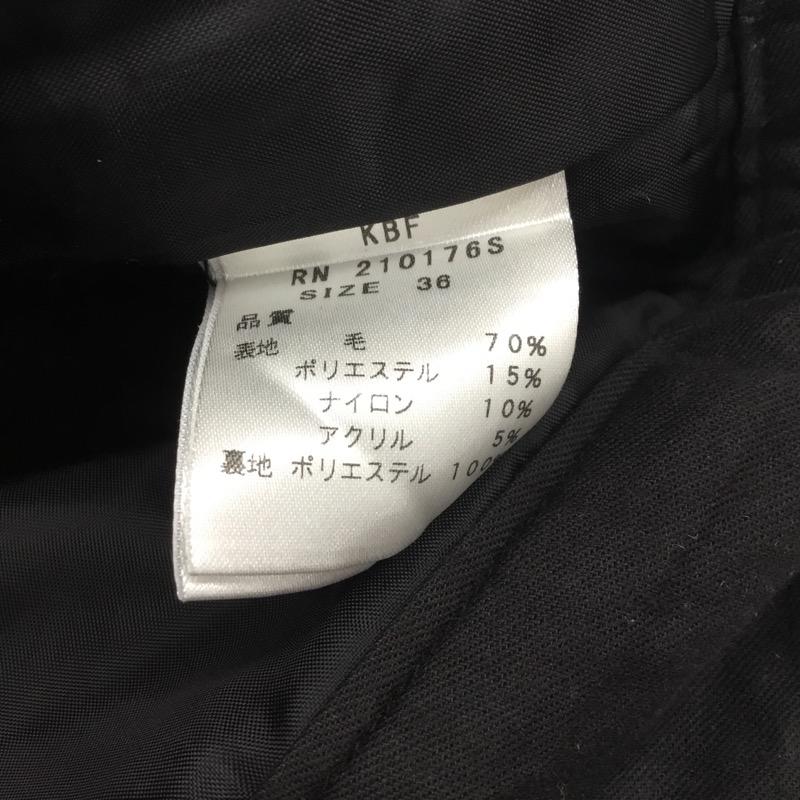 KBF
RN 210176S
SIZE 36
品質
表地 毛 70%
ポリエステル 15%
ナイロン 10%
アクリル 5%
裏地 ポリエステル 100